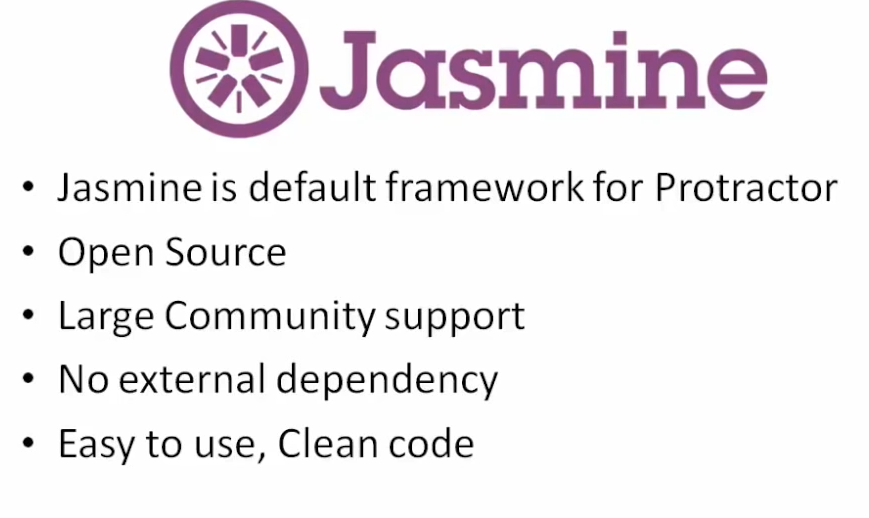 Jasmine
• Jasmine is default framework for Protractor
• Open Source
• Large Community support
• No external dependency
• Easy to use, Clean code